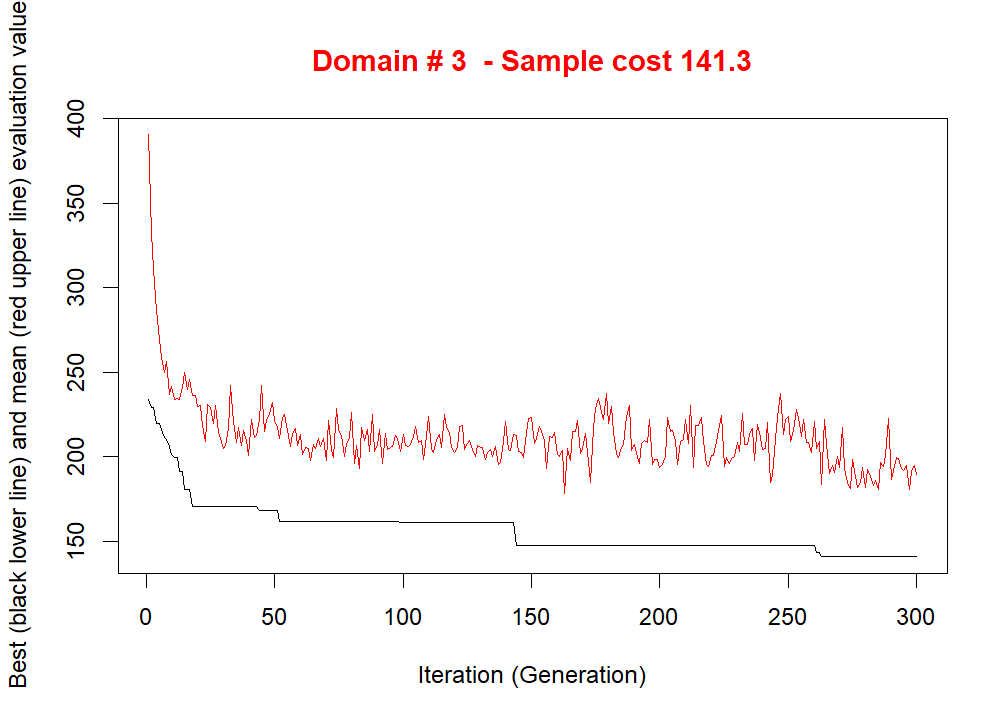 Domain # 3 - Sample cost 141.3
Best (black lower line) and mean (red upper line) evaluation value
400
350
300
250
200
150
0 50 100 150 200 250 300
Iteration (Generation)